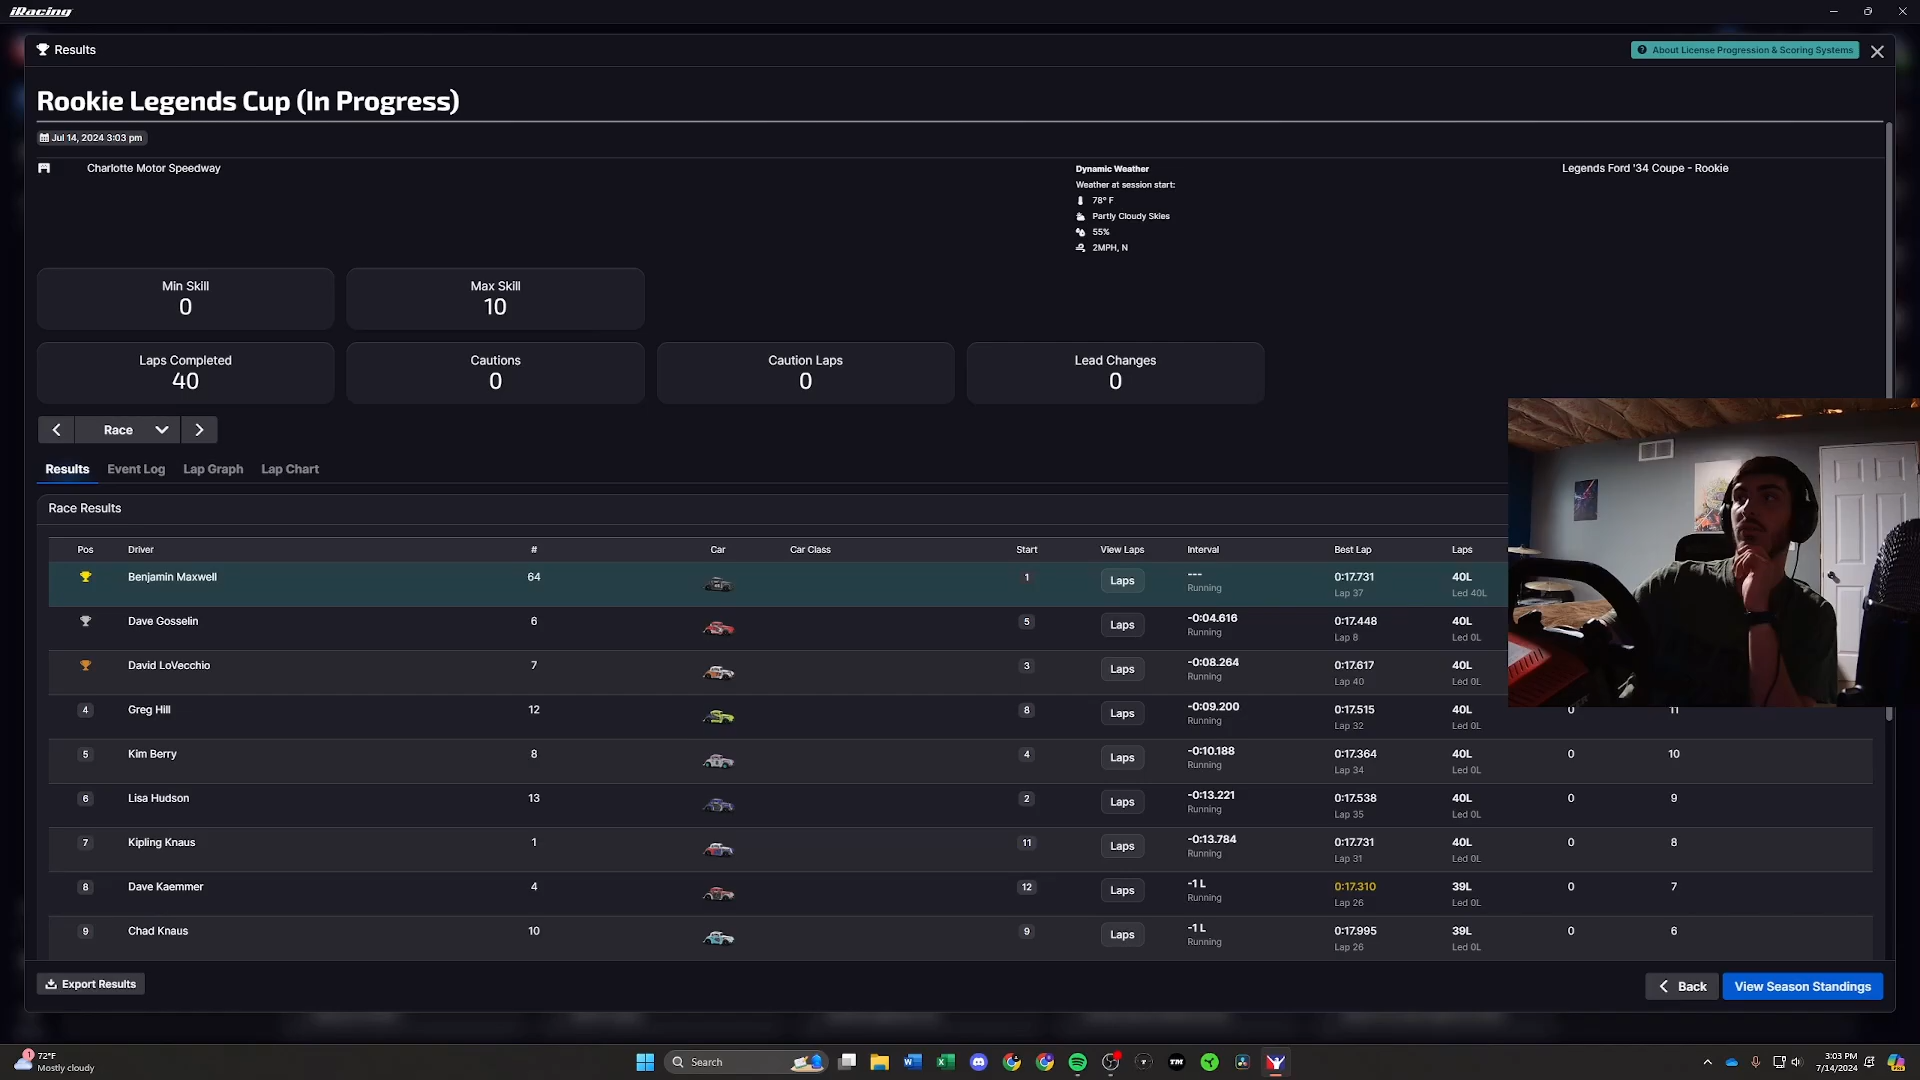 iRacing
Results
About License Progression & Scoring Systems
Rookie Legends Cup (In Progress)
Jul 14, 2024 3:03 pm
Charlotte Motor Speedway
Dynamic Weather
Legends Ford '34 Coupe - Rookie
Weather at session start:
78° F
Partly Cloudy Skies
55%
2MPH, N
Min Skill
Max Skill
0
10
Laps Completed
Cautions
Caution Laps
Lead Changes
40
0
0
0
Race
Results Event Log Lap Graph Lap Chart
Race Results
Pos Driver # Car Car Class Start View Laps Interval Best Lap Laps
Benjamin Maxwell 64 1 Laps --- 0:17.731 40L
Running Lap 37 Led 40L
Dave Gosselin 6 5 Laps -0:04.616 0:17.448 40L
Running Lap 8 Led 0L
David LoVecchio 7 3 Laps -0:08.264 0:17.617 40L
Running Lap 40 Led 0L
4 Greg Hill 12 8 Laps -0:09.200 0:17.515 40L 0 11
Running Lap 32 Led 0L
5 Kim Berry 8 4 Laps -0:10.188 0:17.364 40L 0 10
Running Lap 34 Led 0L
6 Lisa Hudson 13 2 Laps -0:13.221 0:17.538 40L 0 9
Running Lap 35 Led 0L
7 Kipling Knaus 1 11 Laps -0:13.784 0:17.731 40L 0 8
Running Lap 31 Led 0L
8 Dave Kaemmer 4 12 Laps -1 L 0:17.310 39L 0 7
Running Lap 26 Led 0L
9 Chad Knaus 10 9 Laps -1 L 0:17.995 39L 0 6
Running Lap 26 Led 0L
Export Results
Back
View Season Standings
1
72°F
Mostly cloudy
Search
TM
3:03 PM
7/14/2024